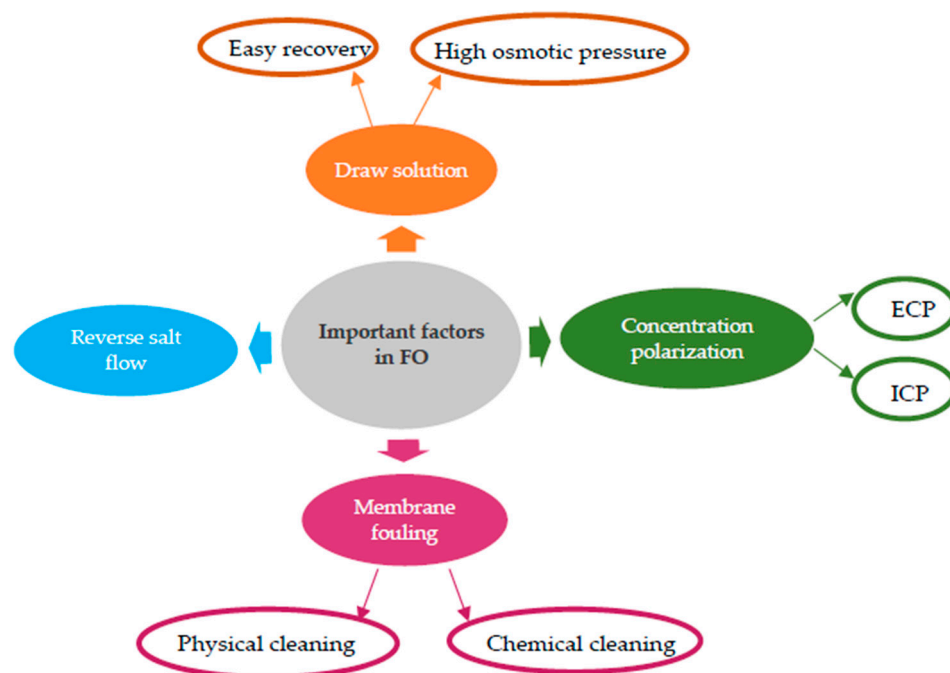 Easy recovery
High osmotic pressure
Draw solution
Reverse salt
flow
Important factors
in FO
Concentration
polarization
ECP
ICP
Membrane
fouling
Physical cleaning
Chemical cleaning